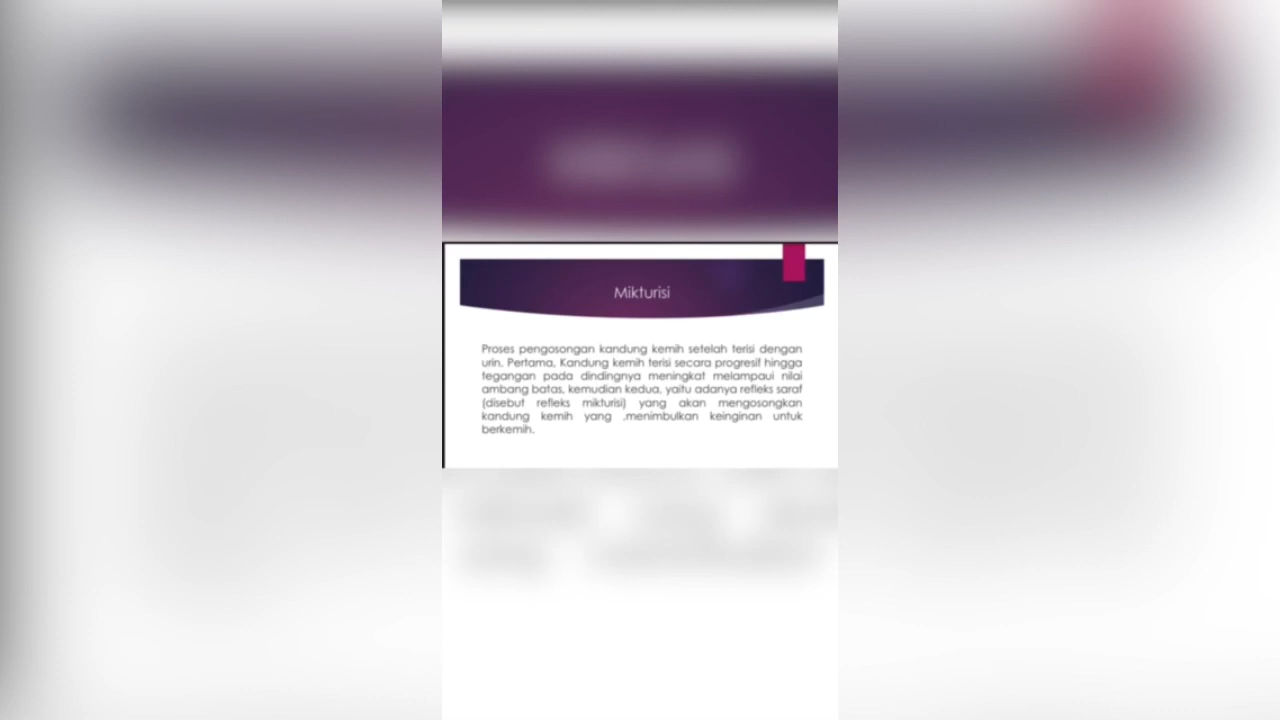 Mikturisi
Proses pengosongan kandung kemih setelah terisi dengan
urin. Pertama, Kandung kemih terisi secara progresif hingga
tegangan pada dindingnya meningkat melampaui nilai
ambang batas, kemudian kedua, yaitu adanya refleks saraf
(disebut refleks mikturisi) yang akan mengosongkan
kandung kemih yang ,menimbulkan keinginan untuk
berkemih.